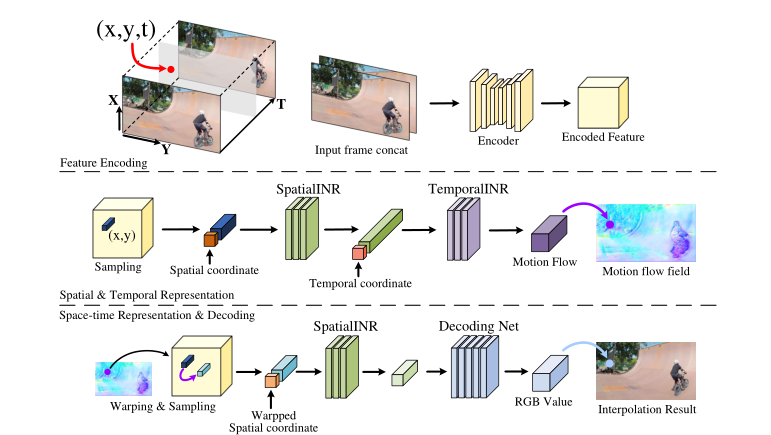 (x,y,t)
X
T
Y
Input frame concat
Encoder
Encoded Feature
Feature Encoding
SpatialINR
TemporalINR
(x,y)
Sampling
Spatial coordinate
Temporal coordinate
Motion Flow
Motion flow field
Spatial & Temporal Representation
Space-time Representation & Decoding
SpatialINR
Decoding Net
Warping & Sampling
Warpped
Spatial coordinate
RGB Value
Interpolation Result